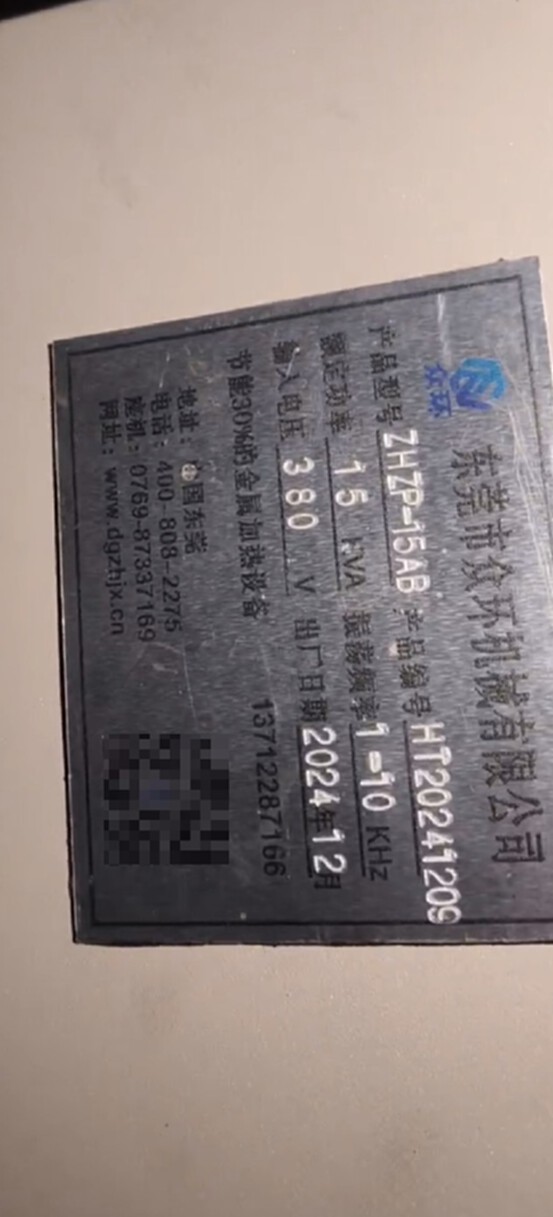 众环
东莞市众环机械有限公司
产品型号 ZHZP-15AB 产品编号 HT20241209
额定功率 15 KVA 振荡频率 1-10 KHz
输入电压 380 V 出厂日期 2024年12月
节能30%的金属加热设备 13712287166
地址：中国东莞
电话：400-808-2275
座机：0769-87337169
网址：www.dgzhjx.cn